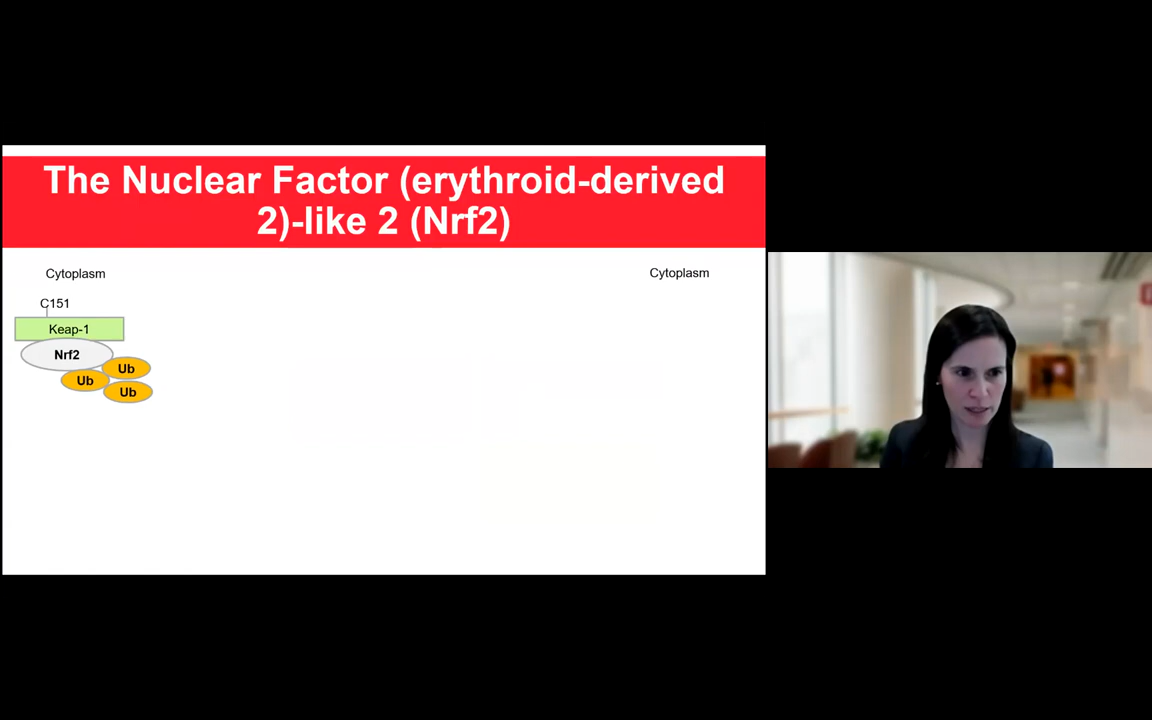 The Nuclear Factor (erythroid-derived
2)-like 2 (Nrf2)
Cytoplasm
Cytoplasm
C151
Keap-1
Nrf2
Ub
Ub
Ub